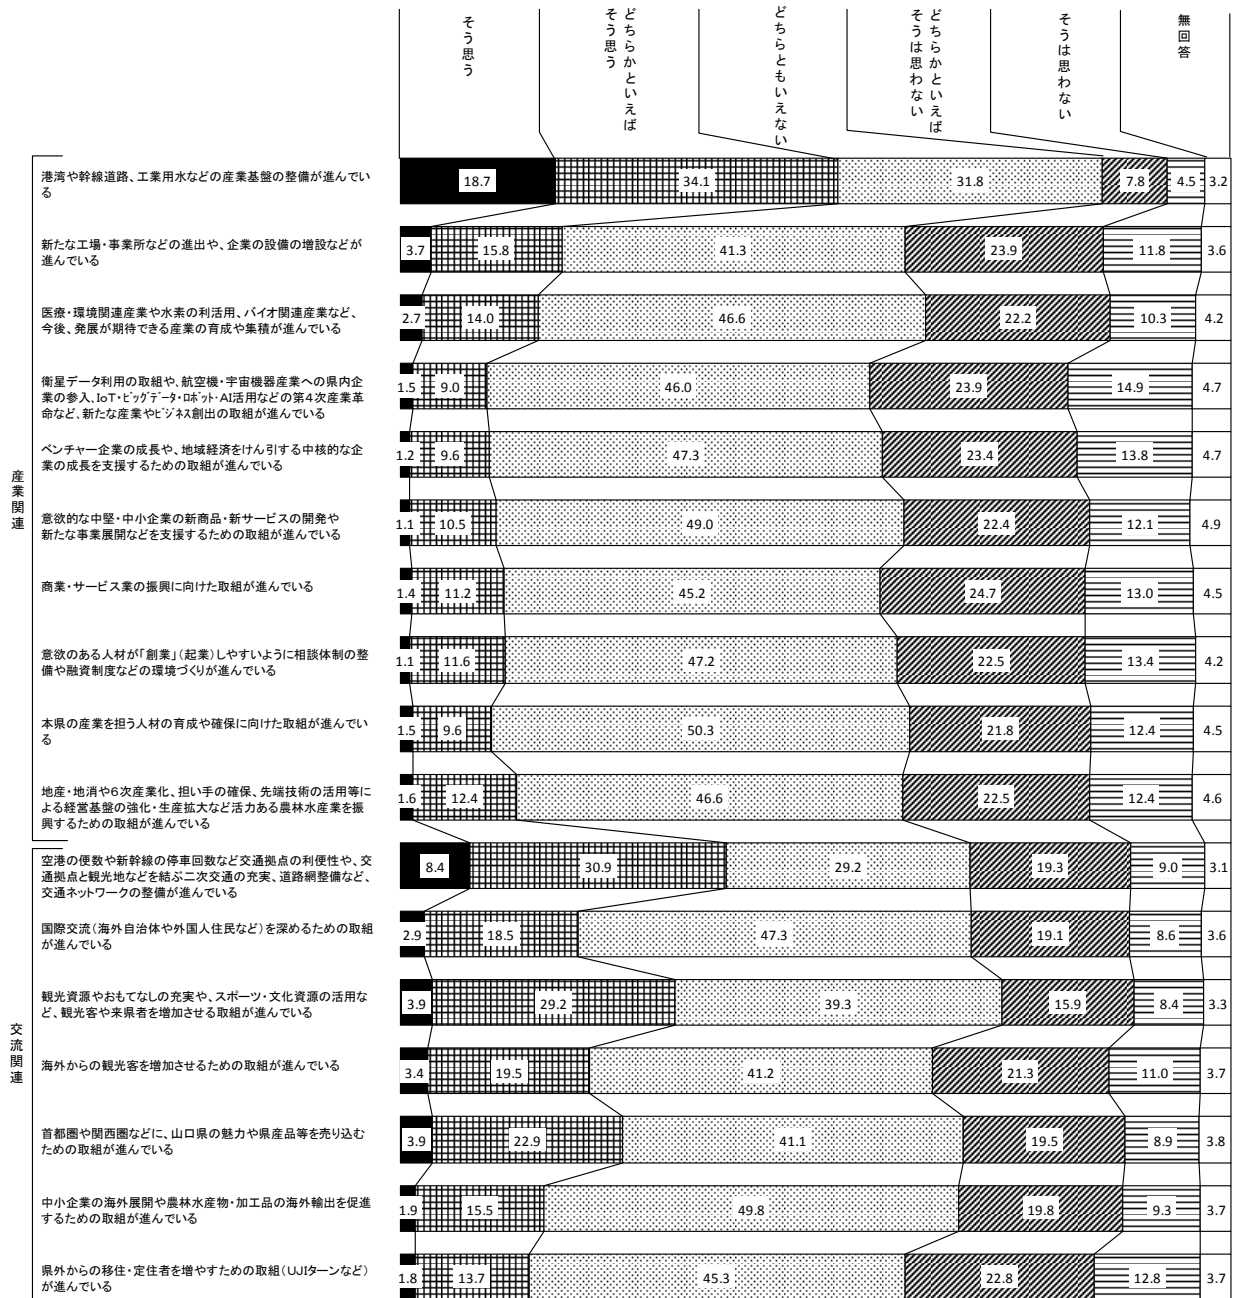 そう思う
どちらかといえば
そう思う
どちらともいえない
どちらかといえば
そうは思わない
そうは思わない
無回答
産業関連
港湾や幹線道路、工業用水などの産業基盤の整備が進んでい
る
18.7 34.1 31.8 7.8 4.5 3.2
新たな工場・事業所などの進出や、企業の設備の増設などが
進んでいる
3.7 15.8 41.3 23.9 11.8 3.6
医療・環境関連産業や水素の利活用、バイオ関連産業など、
今後、発展が期待できる産業の育成や集積が進んでいる
2.7 14.0 46.6 22.2 10.3 4.2
衛星データ利用の取組や、航空機・宇宙機器産業への県内企
業の参入、IoT・ビッグデータ・ロボット・AI活用などの第4次産業革
命など、新たな産業やビジネス創出の取組が進んでいる
1.5 9.0 46.0 23.9 14.9 4.7
ベンチャー企業の成長や、地域経済をけん引する中核的な企
業の成長を支援するための取組が進んでいる
1.2 9.6 47.3 23.4 13.8 4.7
意欲的な中堅・中小企業の新商品・新サービスの開発や
新たな事業展開などを支援するための取組が進んでいる
1.1 10.5 49.0 22.4 12.1 4.9
商業・サービス業の振興に向けた取組が進んでいる
1.4 11.2 45.2 24.7 13.0 4.5
意欲のある人材が「創業」(起業)しやすいように相談体制の整
備や融資制度などの環境づくりが進んでいる
1.1 11.6 47.2 22.5 13.4 4.2
本県の産業を担う人材の育成や確保に向けた取組が進んでい
る
1.5 9.6 50.3 21.8 12.4 4.5
地産・地消や6次産業化、担い手の確保、先端技術の活用等に
よる経営基盤の強化・生産拡大など活力ある農林水産業を振
興するための取組が進んでいる
1.6 12.4 46.6 22.5 12.4 4.6
交流関連
空港の便数や新幹線の停車回数など交通拠点の利便性や、交
通拠点と観光地などを結ぶ二次交通の充実、道路網整備など、
交通ネットワークの整備が進んでいる
8.4 30.9 29.2 19.3 9.0 3.1
国際交流(海外自治体や外国人住民など)を深めるための取組
が進んでいる
2.9 18.5 47.3 19.1 8.6 3.6
観光資源やおもてなしの充実や、スポーツ・文化資源の活用な
ど、観光客や来県者を増加させる取組が進んでいる
3.9 29.2 39.3 15.9 8.4 3.3
海外からの観光客を増加させるための取組が進んでいる
3.4 19.5 41.2 21.3 11.0 3.7
首都圏や関西圏などに、山口県の魅力や県産品等を売り込む
ための取組が進んでいる
3.9 22.9 41.1 19.5 8.9 3.8
中小企業の海外展開や農林水産物・加工品の海外輸出を促進
するための取組が進んでいる
1.9 15.5 49.8 19.8 9.3 3.7
県外からの移住・定住者を増やすための取組(UJIターンなど)
が進んでいる
1.8 13.7 45.3 22.8 12.8 3.7